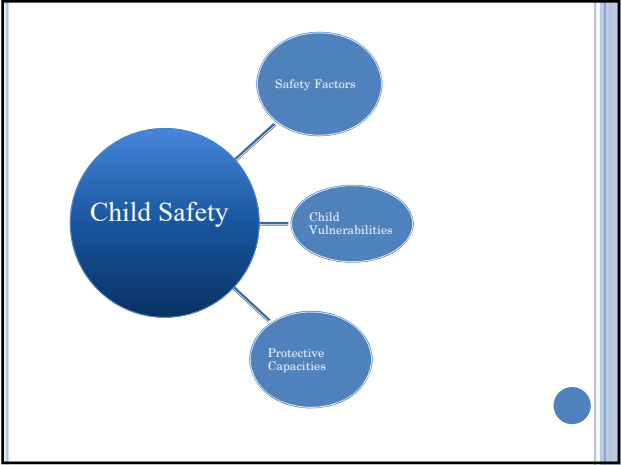 Safety Factors
Child Safety
Child
Vulnerabilities
Protective
Capacities